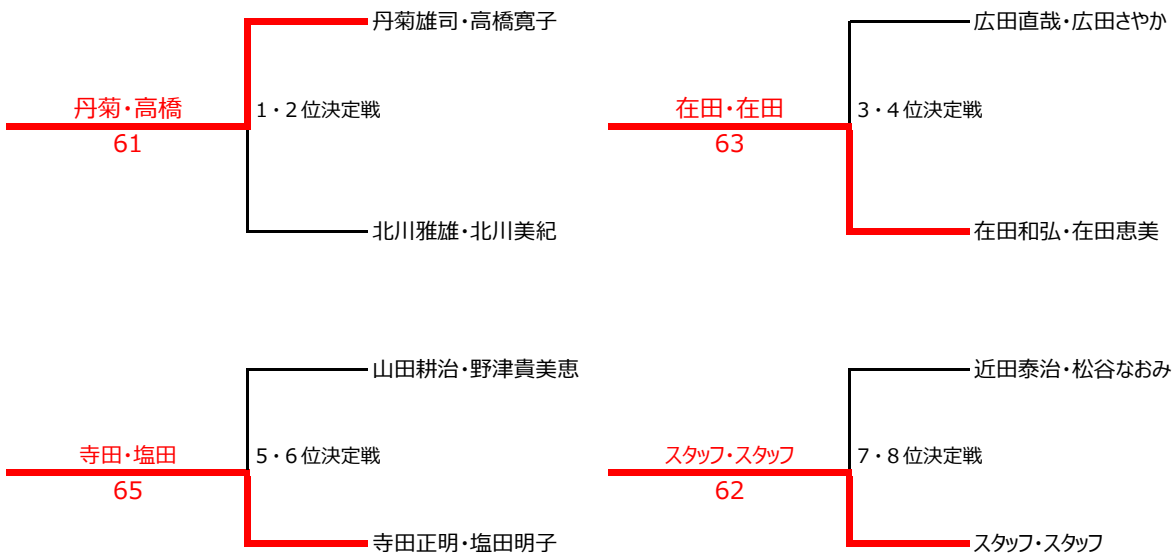 丹菊雄司・高橋寛子
丹菊・高橋
1・2位決定戦
61
北川雅雄・北川美紀
広田直哉・広田さやか
在田・在田
3・4位決定戦
63
在田和弘・在田恵美
山田耕治・野津貴美恵
寺田・塩田
5・6位決定戦
65
寺田正明・塩田明子
近田泰治・松谷なおみ
スタッフ・スタッフ
7・8位決定戦
62
スタッフ・スタッフ